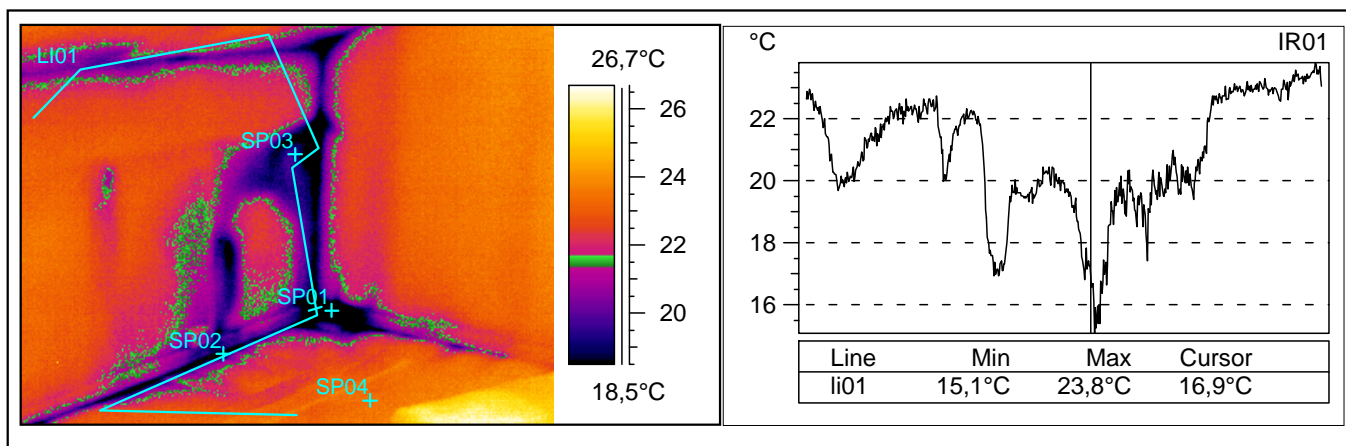 LI01
SP03
SP01
SP02
SP04
26,7°C
26
24
22
20
18,5°C
°C
IR01
22
20
18
16
Line Min Max Cursor
li01 15,1°C 23,8°C 16,9°C